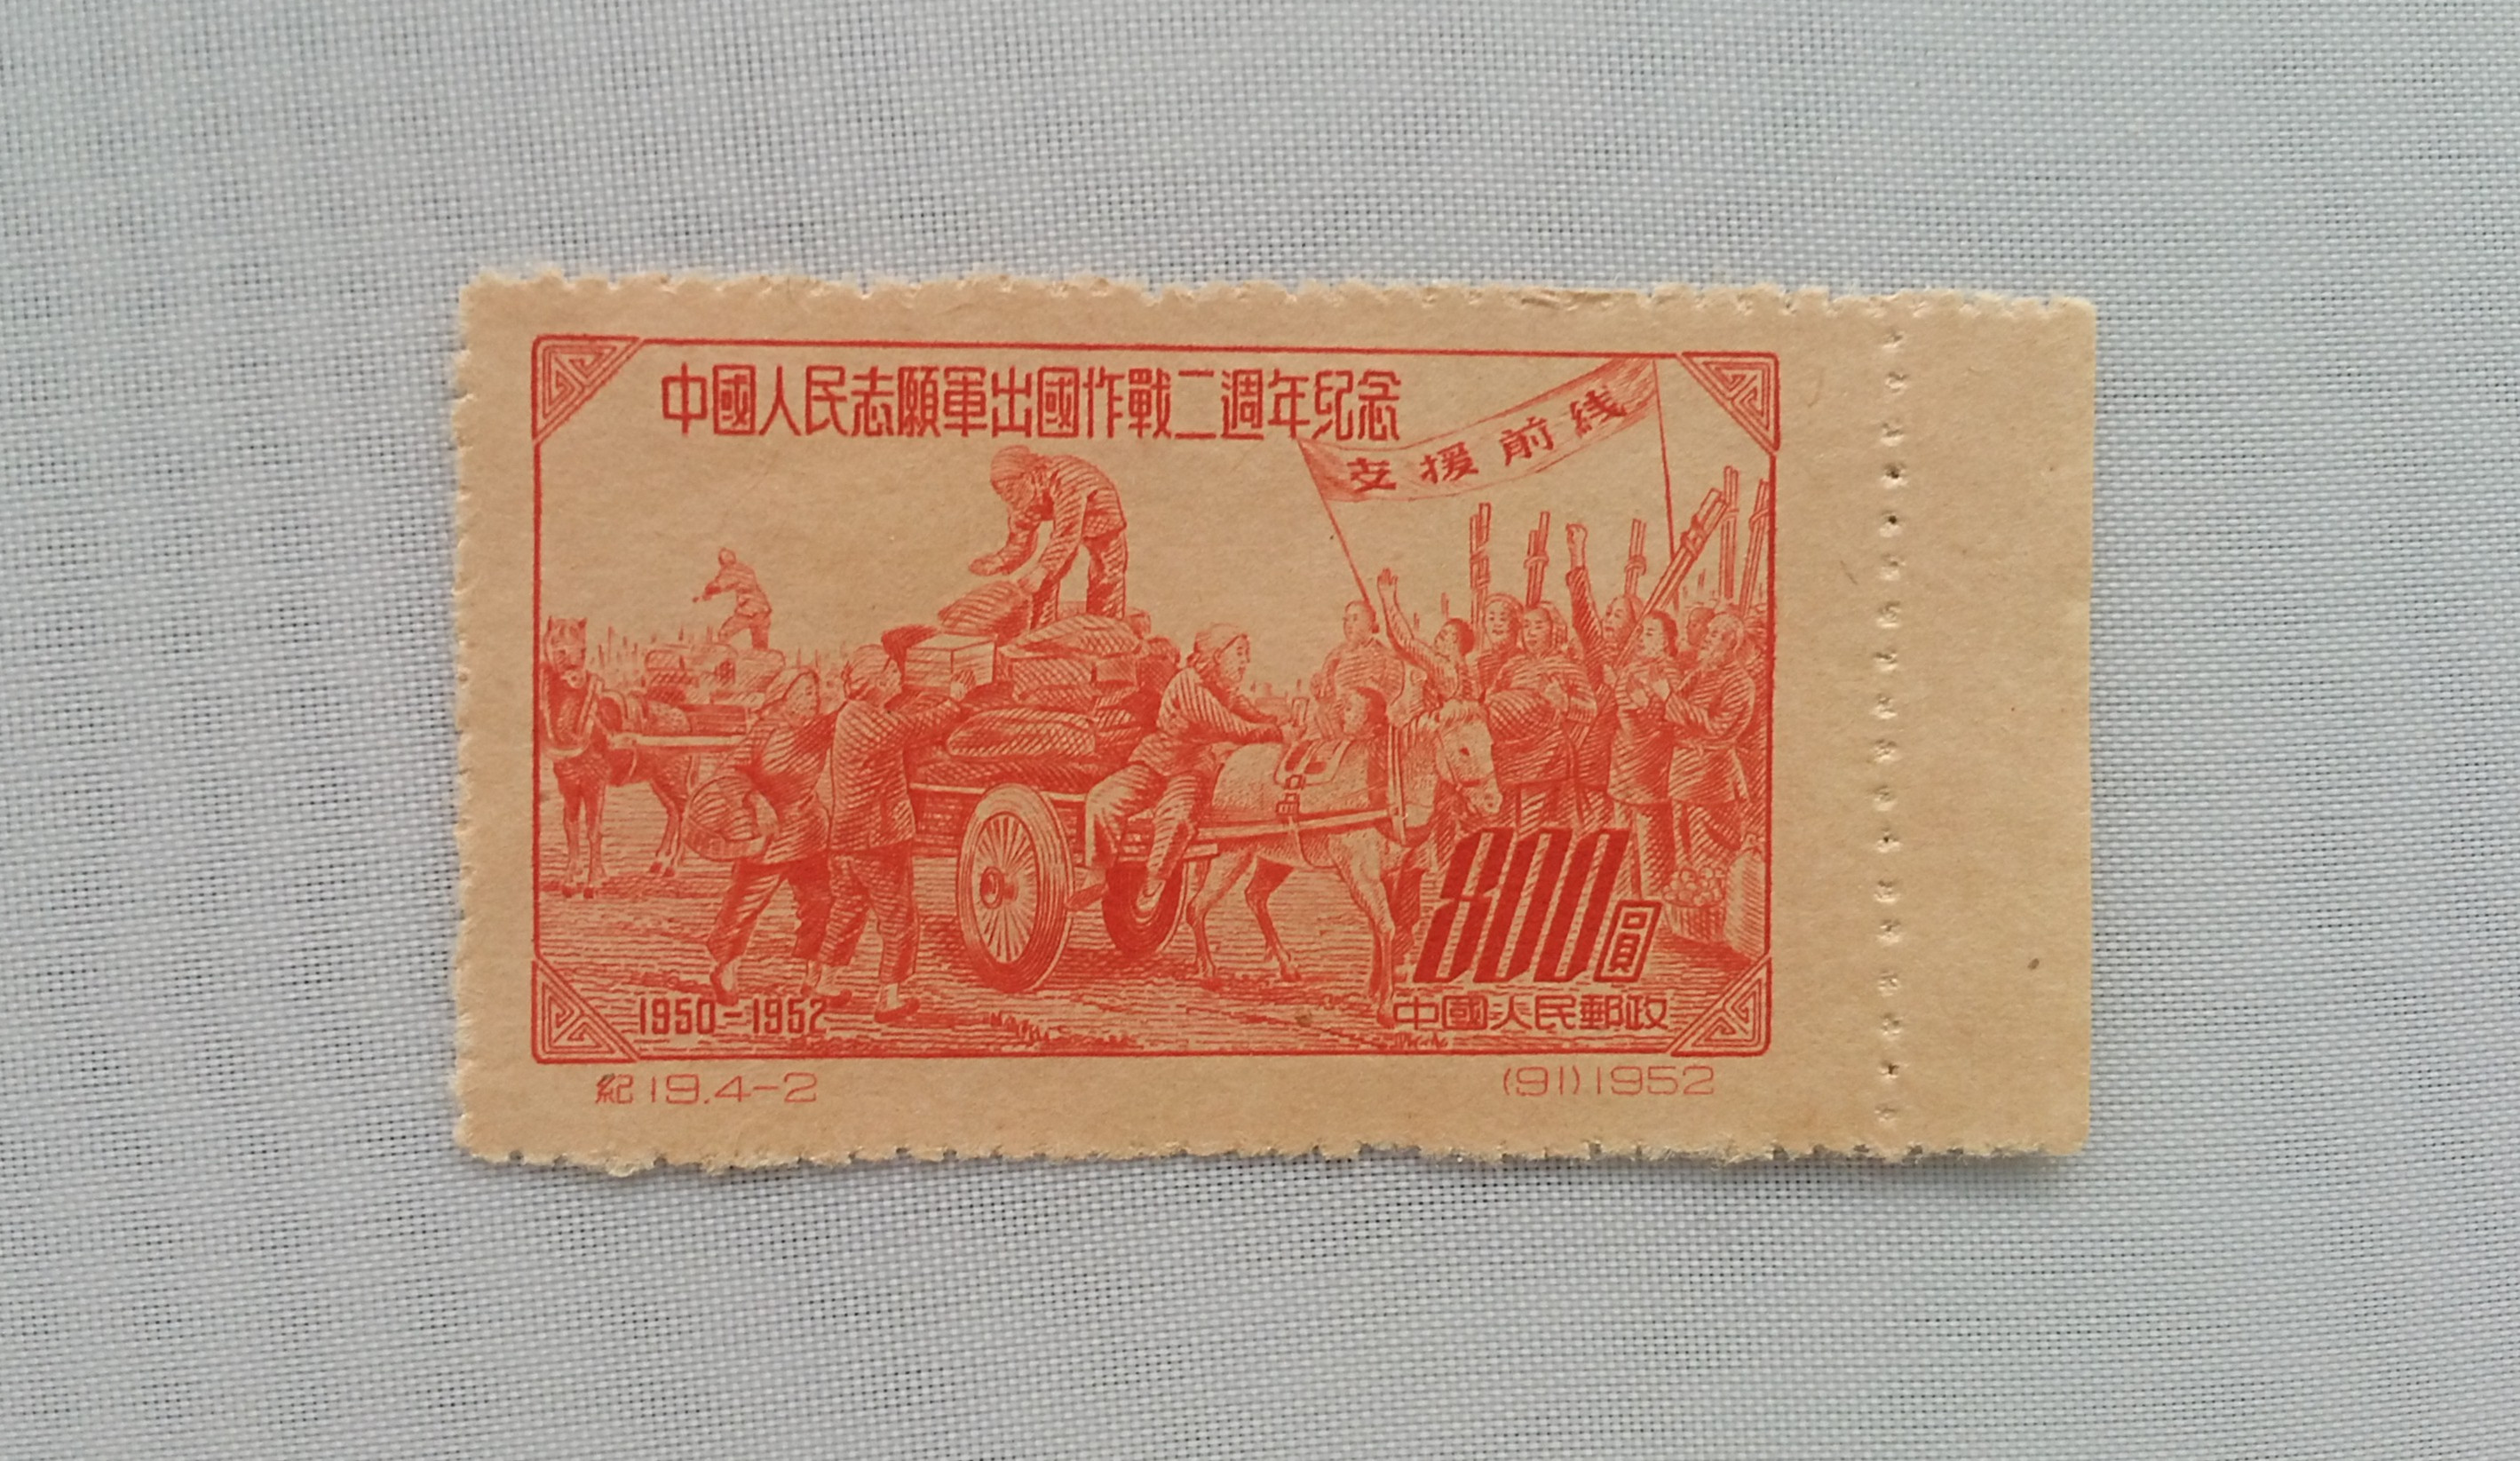 中國人民志願軍出國作戰二週年紀念
支援前线
800圓
1950-1952
中國人民郵政
紀19.4-2
(91)1952